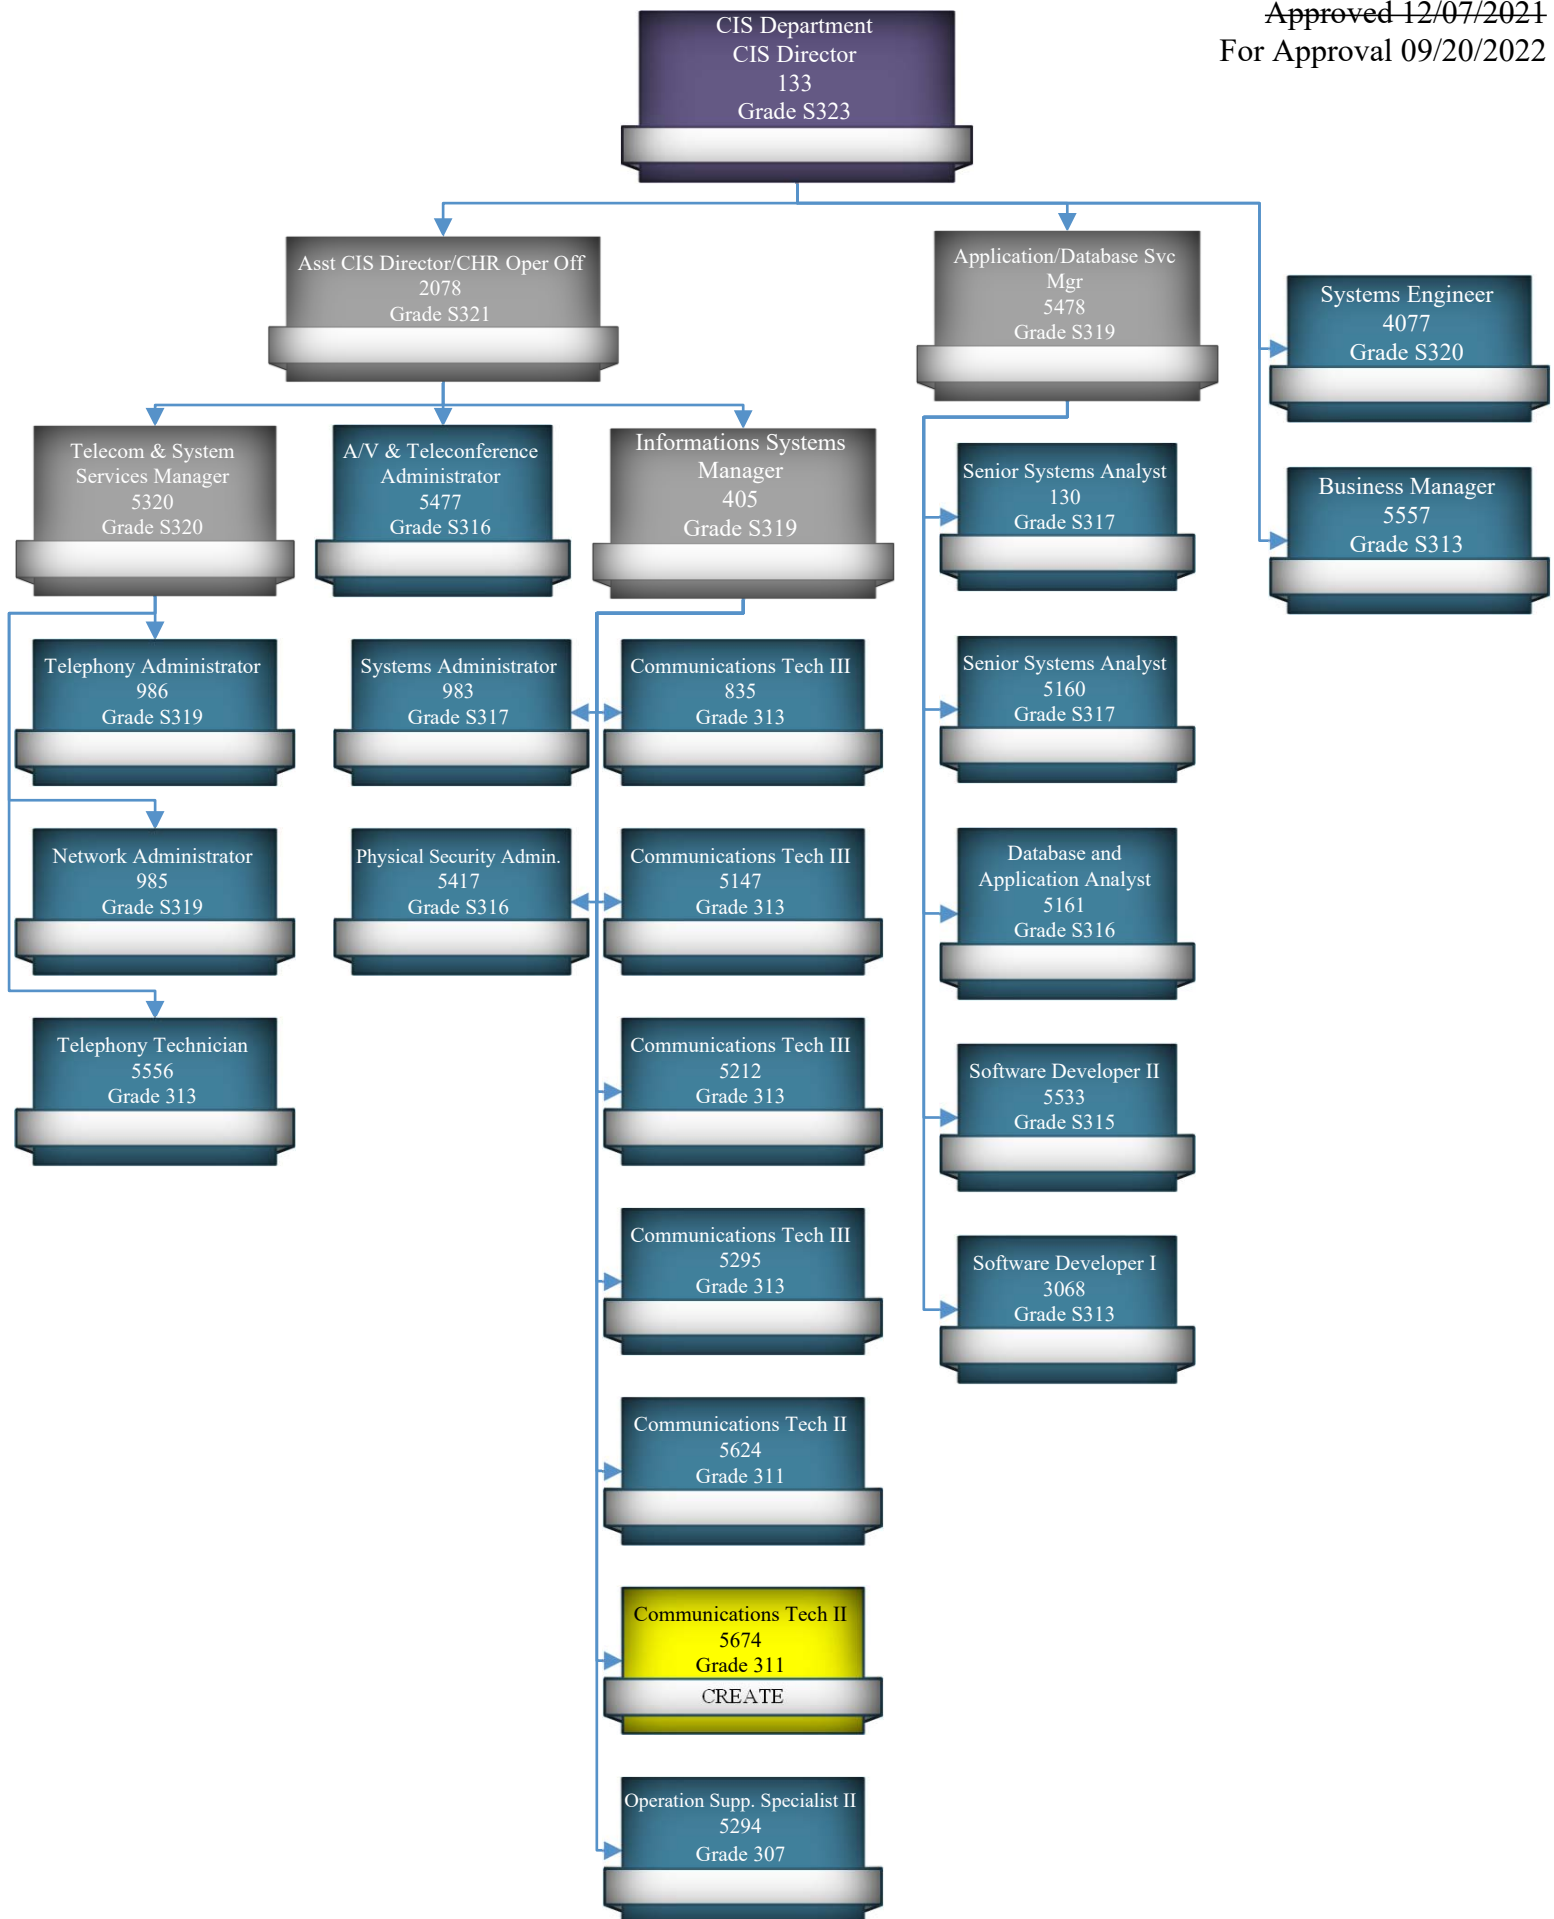 Approved 12/07/2021
For Approval 09/20/2022
CIS Department
CIS Director
133
Grade S323
Asst CIS Director/CHR Oper Off
2078
Grade S321
Application/Database Svc
Mgr
5478
Grade S319
Systems Engineer
4077
Grade S320
Business Manager
5557
Grade S313
Telecom & System
Services Manager
5320
Grade S320
A/V & Teleconference
Administrator
5477
Grade S316
Informations Systems
Manager
405
Grade S319
Telephony Administrator
986
Grade S319
Network Administrator
985
Grade S319
Telephony Technician
5556
Grade 313
Systems Administrator
983
Grade S317
Physical Security Admin.
5417
Grade S316
Communications Tech III
835
Grade 313
Communications Tech III
5147
Grade 313
Communications Tech III
5212
Grade 313
Communications Tech III
5295
Grade 313
Communications Tech II
5624
Grade 311
Communications Tech II
5674
Grade 311
CREATE
Operation Supp. Specialist II
5294
Grade 307
Senior Systems Analyst
130
Grade S317
Senior Systems Analyst
5160
Grade S317
Database and
Application Analyst
5161
Grade S316
Software Developer II
5533
Grade S315
Software Developer I
3068
Grade S313